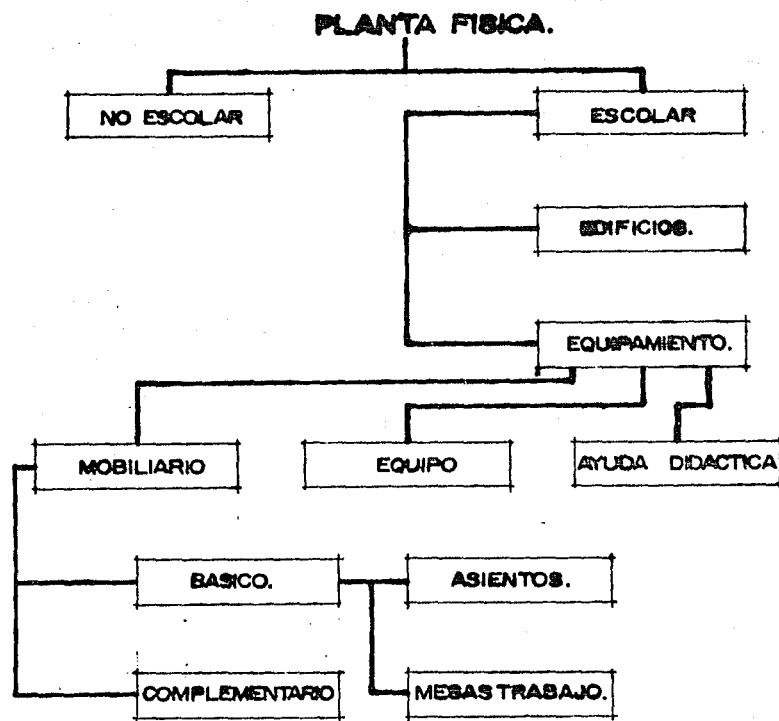 PLANTA FISICA.
NO ESCOLAR
ESCOLAR
EDIFICIOS.
EQUIPAMIENTO.
MOBILIARIO
EQUIPO
AYUDA DIDACTICA
BASICO.
ASIENTOS.
COMPLEMENTARIO
MESAS TRABAJO.